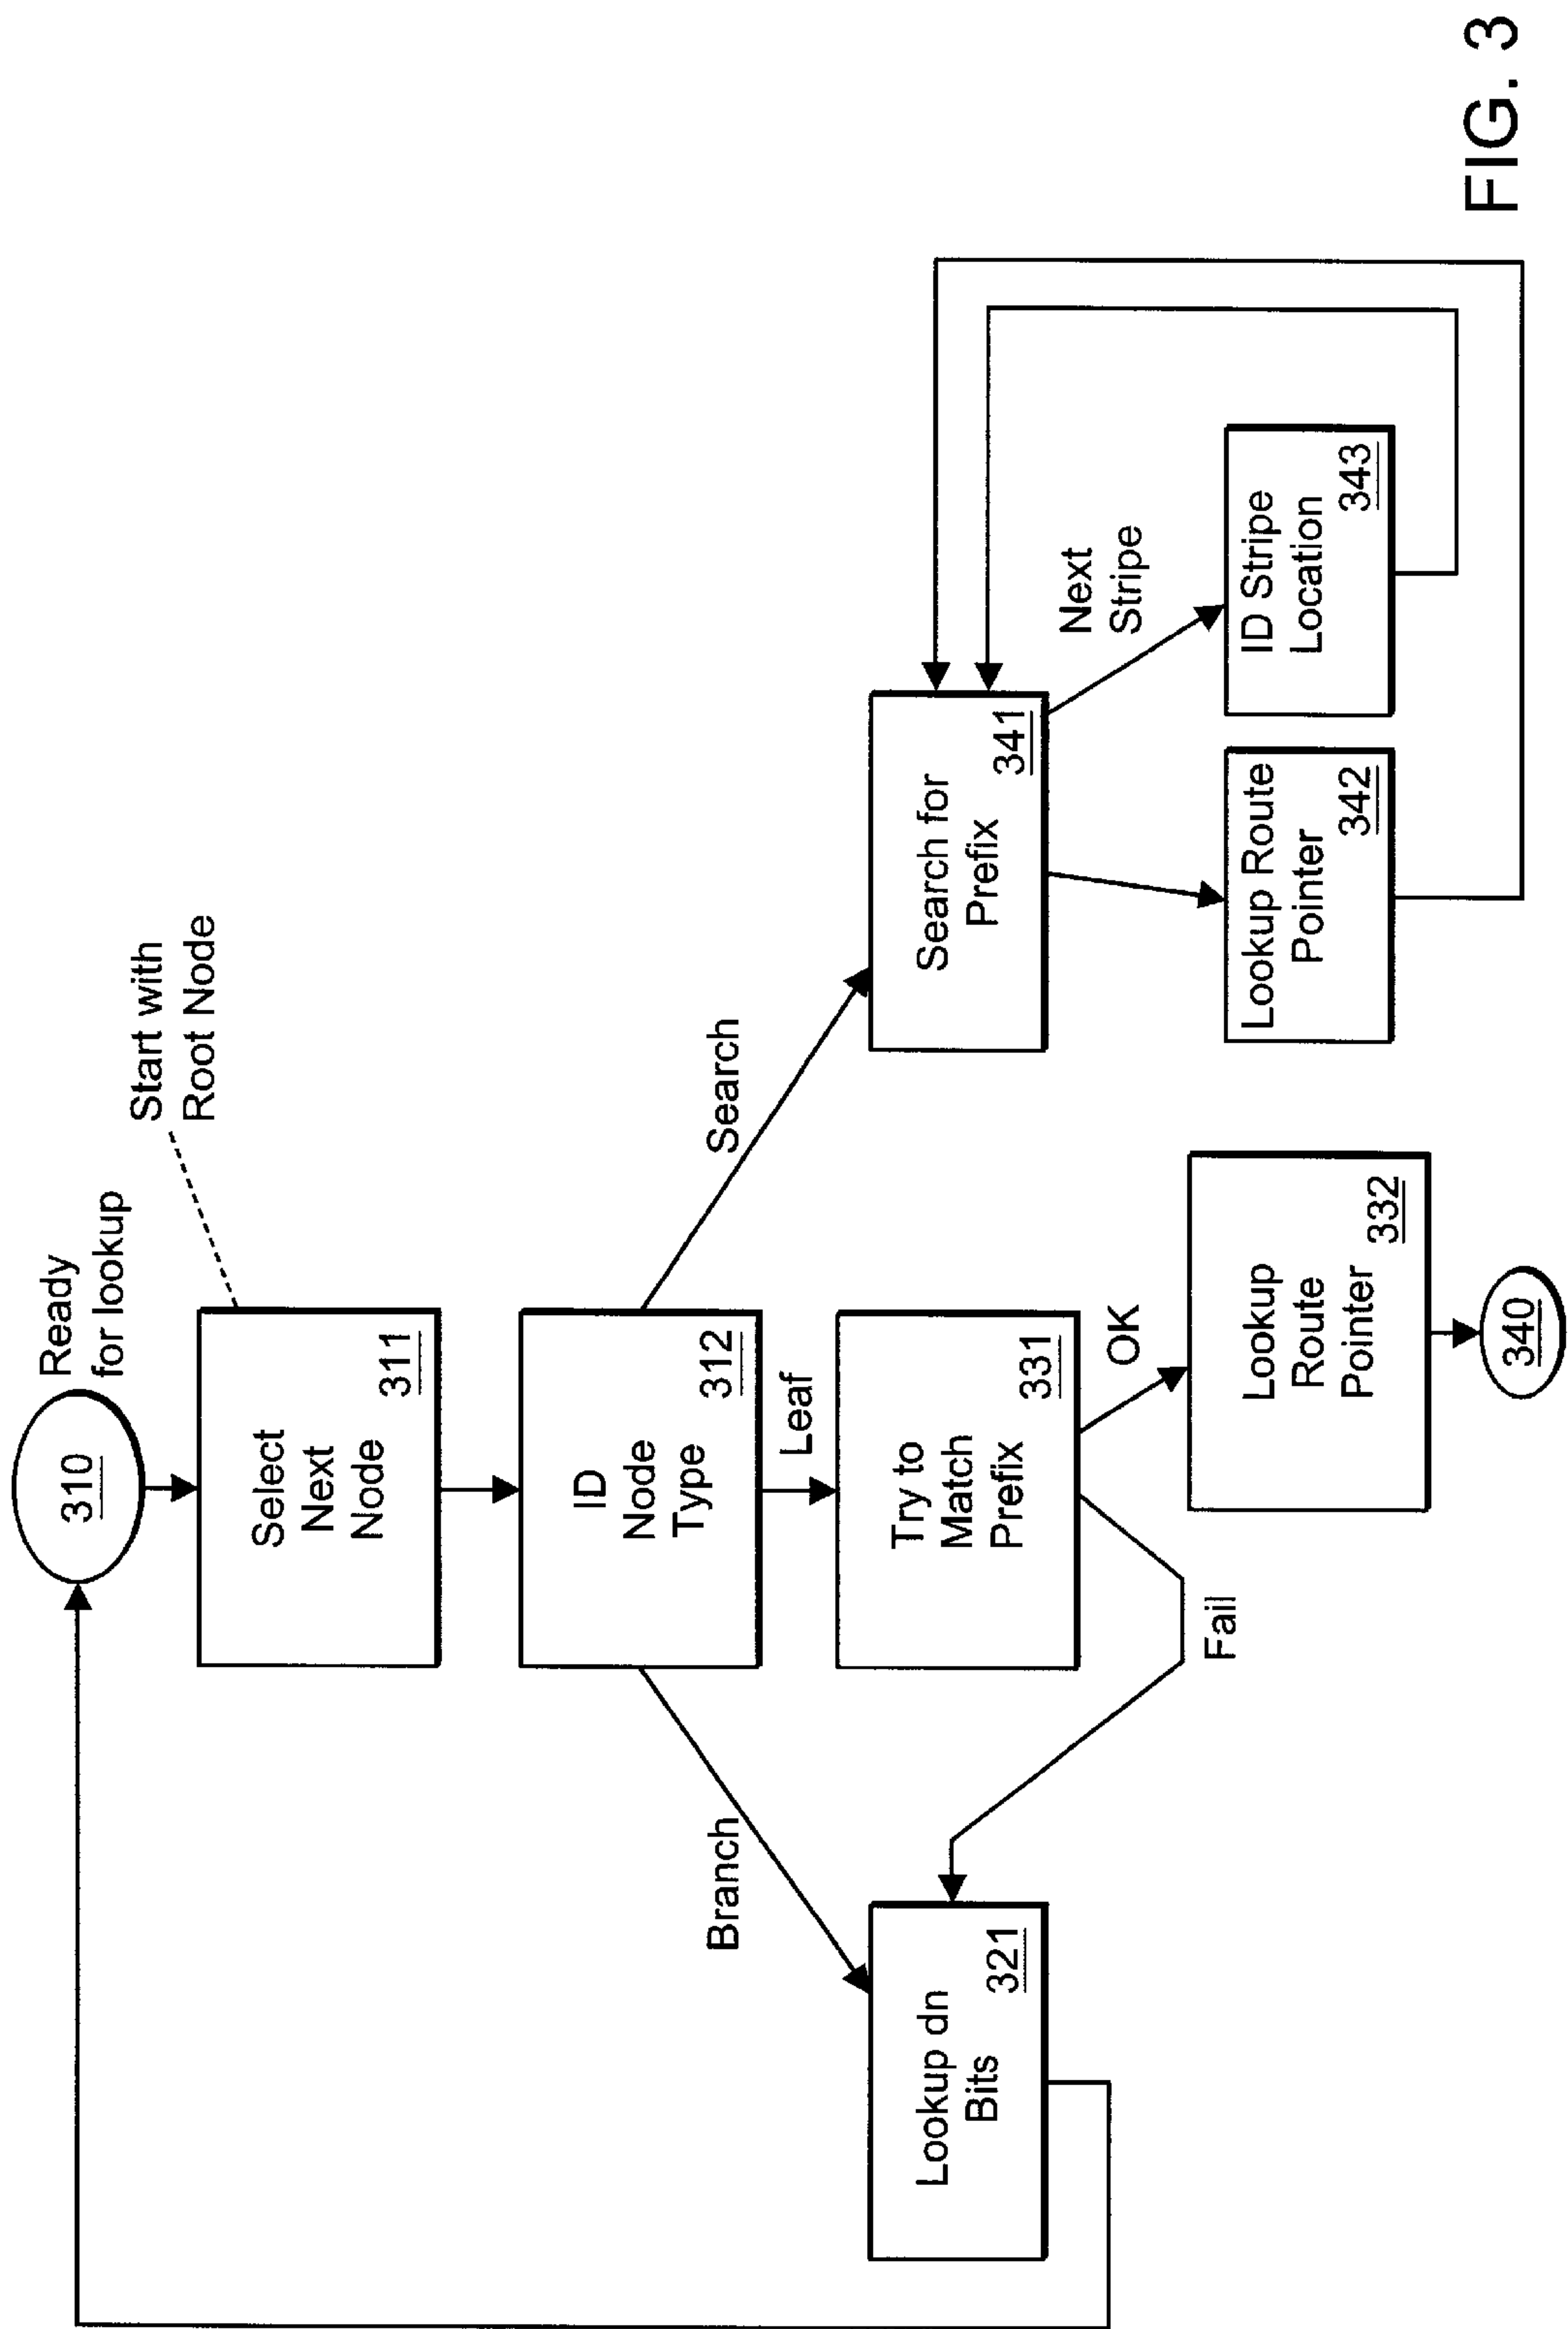 310
Ready
for lookup
Start with
Root Node
Select
Next
Node
311
ID
Node
Type
312
Branch
Leaf
Search
Lookup dn
Bits
321
Try to
Match
Prefix
331
Search for
Prefix
341
Fail
OK
Next
Stripe
Lookup
Route
Pointer
332
Lookup Route
Pointer
342
ID Stripe
Location
343
340
FIG. 3